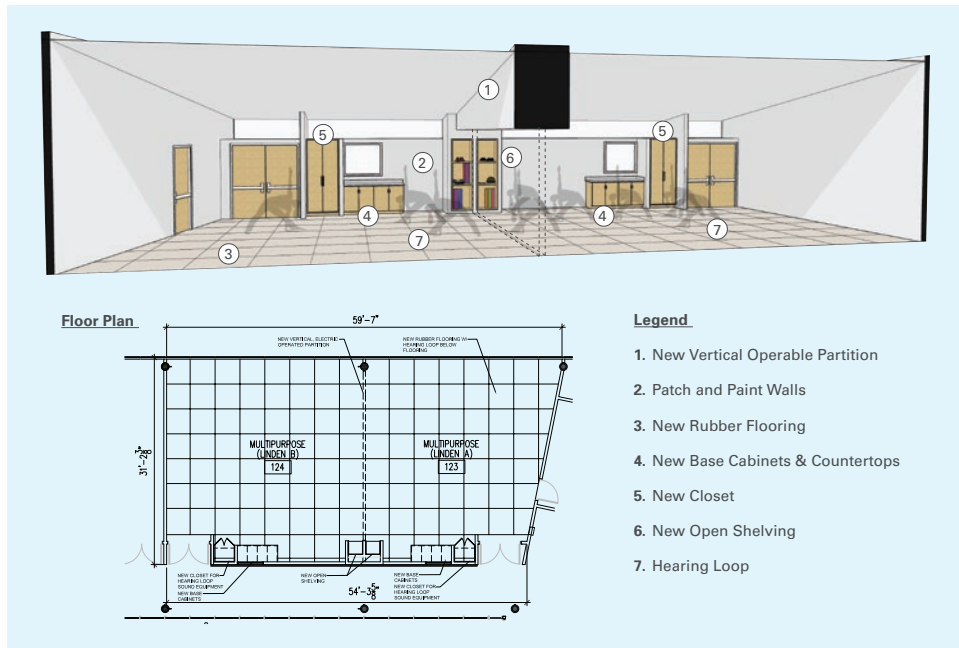 1
5
5
2
6
4
4
7
7
3
Floor Plan
59'-7"
NEW VERTICAL, ELECTRIC
OPERATED PARTITION
NEW RUBBER FLOORING W/
HEARING LOOP BELOW
FLOORING
31'-2 3/8"
MULTIPURPOSE
(LINDEN B)
124
MULTIPURPOSE
(LINDEN A)
123
NEW CLOSET FOR
HEARING LOOP
SOUND EQUIPMENT
NEW BASE
CABINETS
NEW OPEN
SHELVING
NEW BASE
CABINETS
NEW CLOSET FOR
HEARING LOOP
SOUND EQUIPMENT
54'-3 5/8"
Legend
1. New Vertical Operable Partition
2. Patch and Paint Walls
3. New Rubber Flooring
4. New Base Cabinets & Countertops
5. New Closet
6. New Open Shelving
7. Hearing Loop